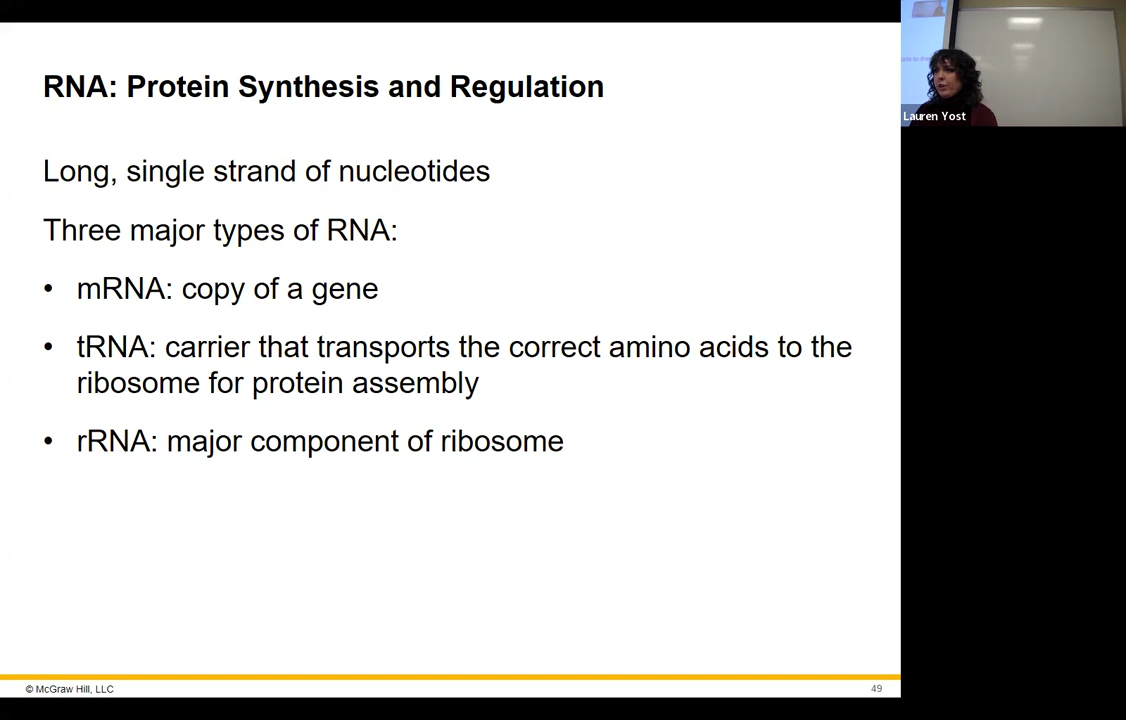 RNA: Protein Synthesis and Regulation
Long, single strand of nucleotides
Three major types of RNA:
• mRNA: copy of a gene
• tRNA: carrier that transports the correct amino acids to the
ribosome for protein assembly
• rRNA: major component of ribosome
© McGraw Hill, LLC
49
Lauren Yost